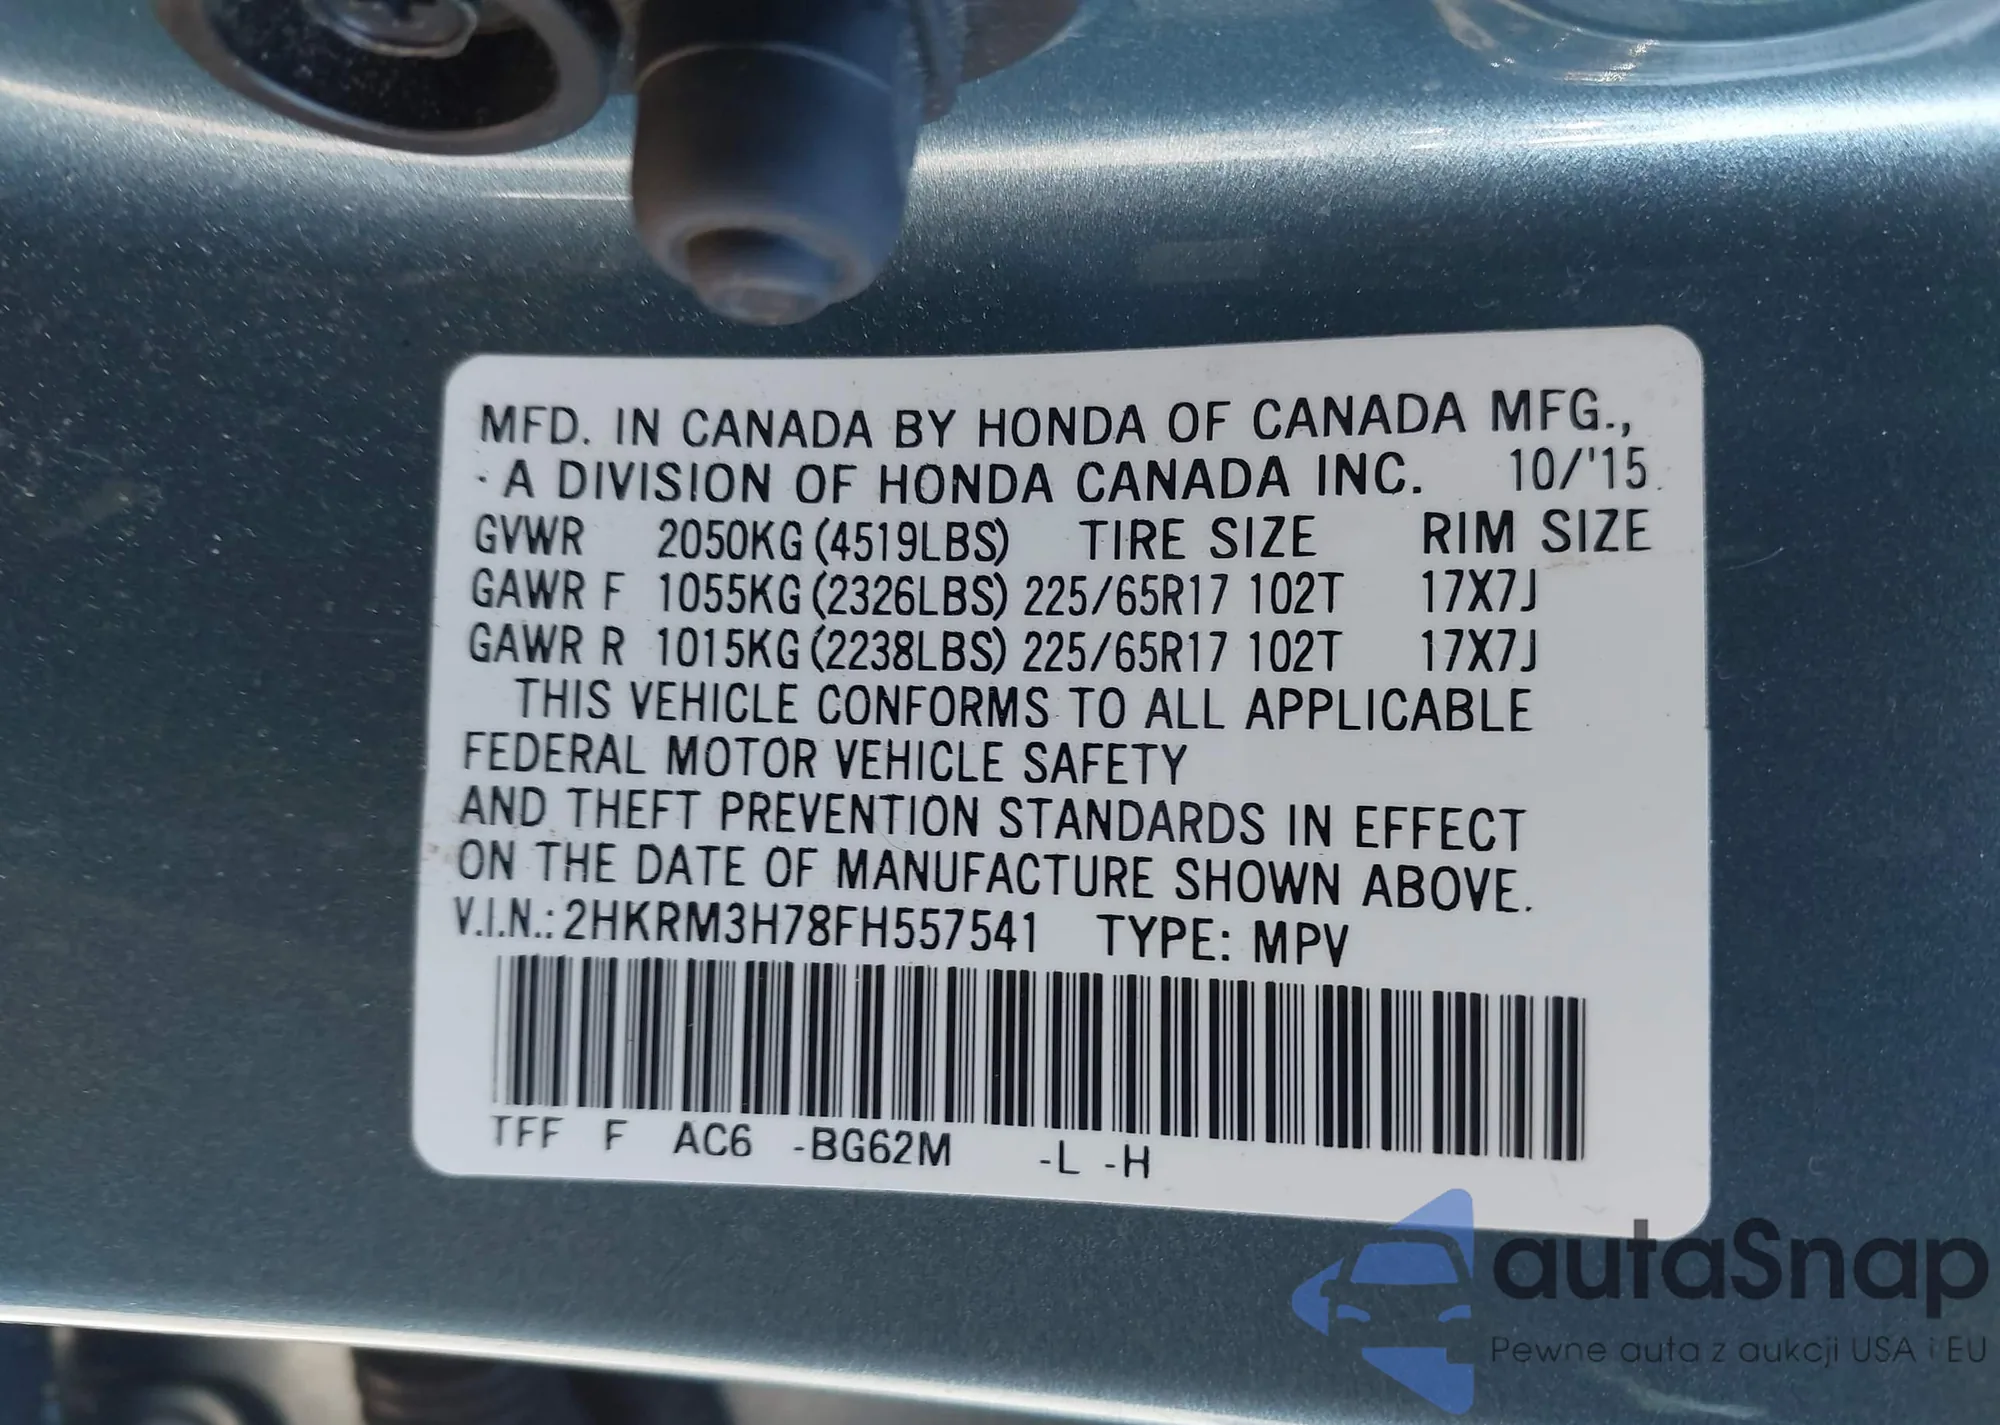 MFD. IN CANADA BY HONDA OF CANADA MFG.,
A DIVISION OF HONDA CANADA INC. 10/'15
GVWR 2050KG (4519LBS) TIRE SIZE RIM SIZE
GAWR F 1055KG (2326LBS) 225/65R17 102T 17X7J
GAWR R 1015KG (2238LBS) 225/65R17 102T 17X7J
THIS VEHICLE CONFORMS TO ALL APPLICABLE
FEDERAL MOTOR VEHICLE SAFETY
AND THEFT PREVENTION STANDARDS IN EFFECT
ON THE DATE OF MANUFACTURE SHOWN ABOVE.
V.I.N.: 2HKRM3H78FH557541 TYPE: MPV
TFF F AC6 -BG62M -L -H
autaSnap
Pewne auta z aukcji USA i EU